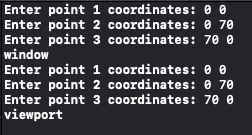 Enter point 1 coordinates: 0 0
Enter point 2 coordinates: 0 70
Enter point 3 coordinates: 70 0
window
Enter point 1 coordinates: 0 0
Enter point 2 coordinates: 0 70
Enter point 3 coordinates: 70 0
viewport